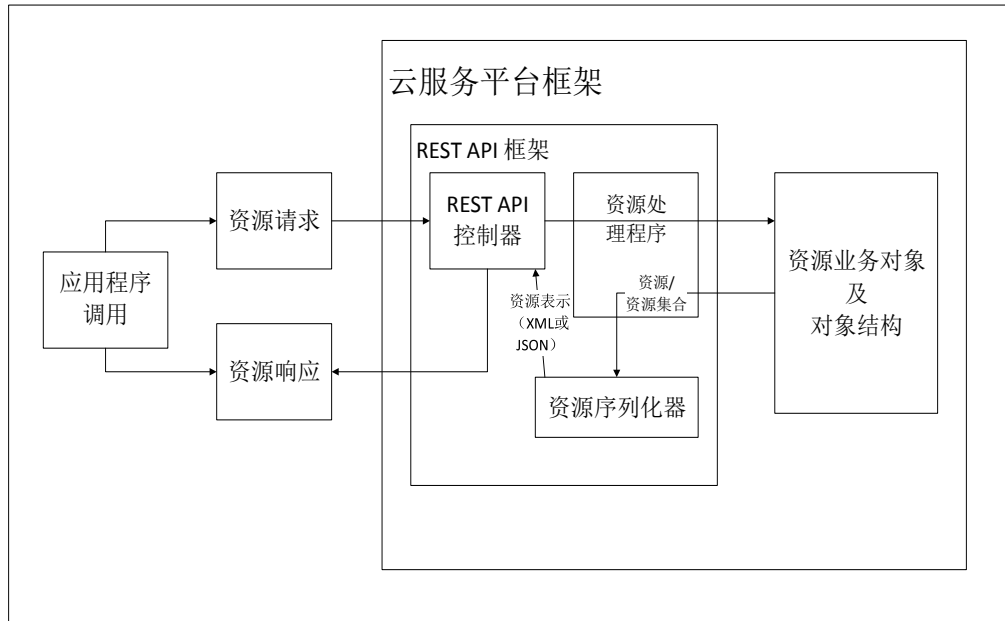 云服务平台框架
REST API 框架
应用程序
调用
资源请求
资源响应
REST API
控制器
资源处
理程序
资源/
资源集合
资源表示
（XML或
JSON）
资源序列化器
资源业务对象
及
对象结构